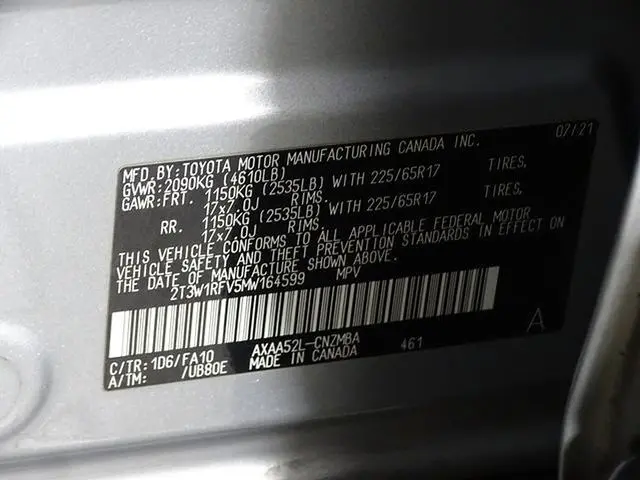 07/21
MFD.BY:TOYOTA MOTOR MANUFACTURING CANADA INC.
GVWR:2090KG (4610LB)
GAWR:FRT. 1150KG (2535LB) WITH 225/65R17 TIRES,
17x7.0J RIMS.
RR. 1150KG (2535LB) WITH 225/65R17 TIRES,
17x7.0J RIMS.
THIS VEHICLE CONFORMS TO ALL APPLICABLE FEDERAL MOTOR
VEHICLE SAFETY AND THEFT PREVENTION STANDARDS IN EFFECT ON
THE DATE OF MANUFACTURE SHOWN ABOVE.
2T3W1RFV5MW164599 MPV
C/TR: 1D6/FA10 AXAA52L-CNZMBA 461 A
A/TM: /UB80E MADE IN CANADA